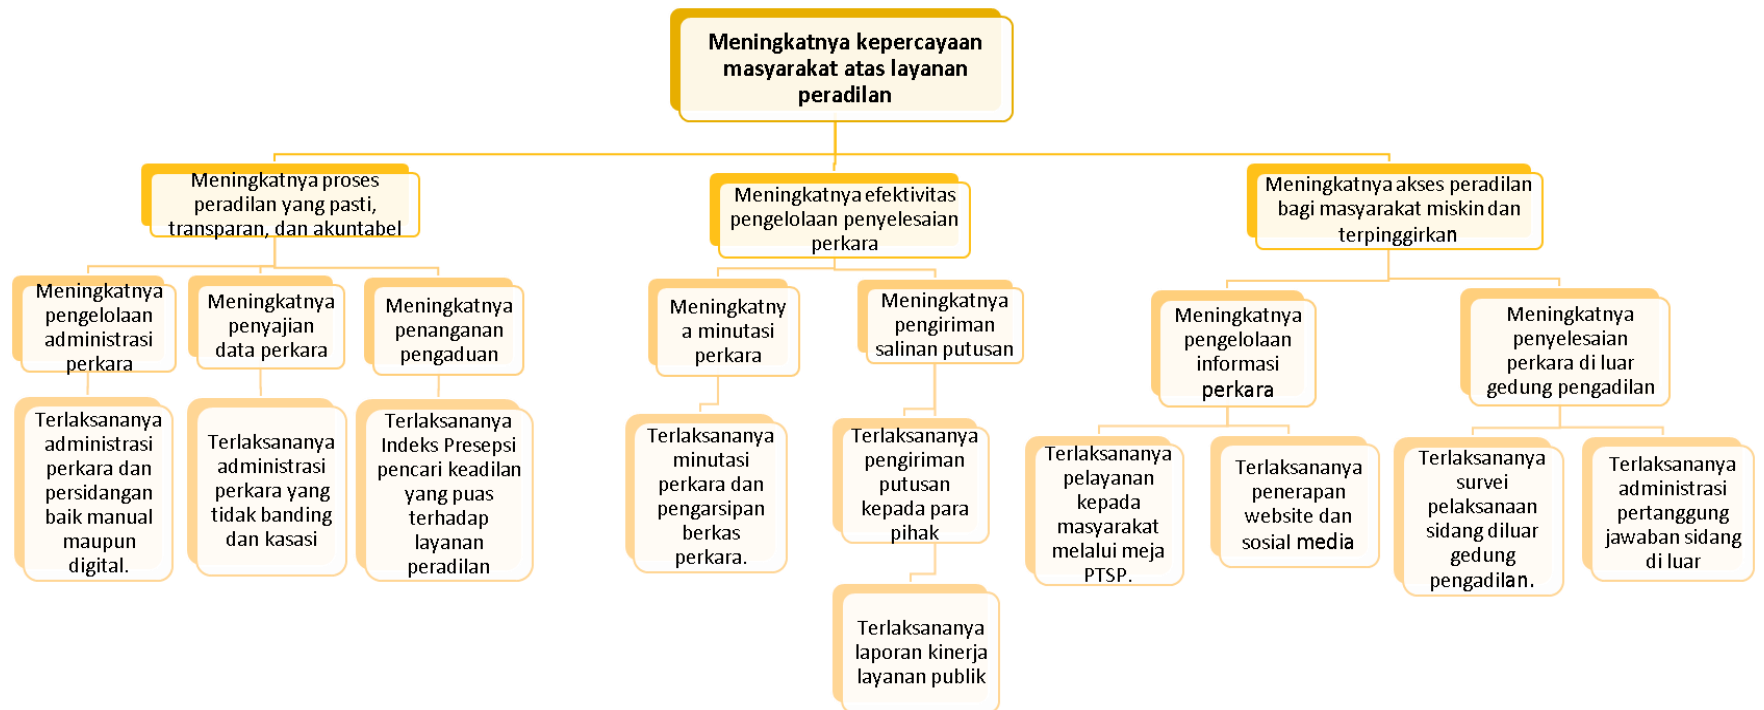 Meningkatnya kepercayaan
masyarakat atas layanan
peradilan
Meningkatnya proses
peradilan yang pasti,
transparan, dan akuntabel
Meningkatnya efektivitas
pengelolaan penyelesaian
perkara
Meningkatnya akses peradilan
bagi masyarakat miskin dan
terpinggirkan
Meningkatnya
pengelolaan
administrasi
perkara
Meningkatnya
penyajian
data perkara
Meningkatnya
penanganan
pengaduan
Meningkatny
a minutasi
perkara
Meningkatnya
pengiriman
salinan putusan
Meningkatnya
pengelolaan
informasi
perkara
Meningkatnya
penyelesaian
perkara di luar
gedung pengadilan
Terlaksananya
administrasi
perkara dan
persidangan
baik manual
maupun
digital.
Terlaksananya
administrasi
perkara yang
tidak banding
dan kasasi
Terlaksananya
Indeks Presepsi
pencari keadilan
yang puas
terhadap
layanan
peradilan
Terlaksananya
minutasi
perkara dan
pengarsipan
berkas
perkara.
Terlaksananya
pengiriman
putusan
kepada para
pihak
Terlaksananya
pelayanan
kepada
masyarakat
melalui meja
PTSP.
Terlaksananya
penerapan
website dan
sosial media
Terlaksananya
survei
pelaksanaan
sidang diluar
gedung
pengadilan.
Terlaksananya
administrasi
pertanggung
jawaban sidang
di luar
Terlaksananya
laporan kinerja
layanan publik